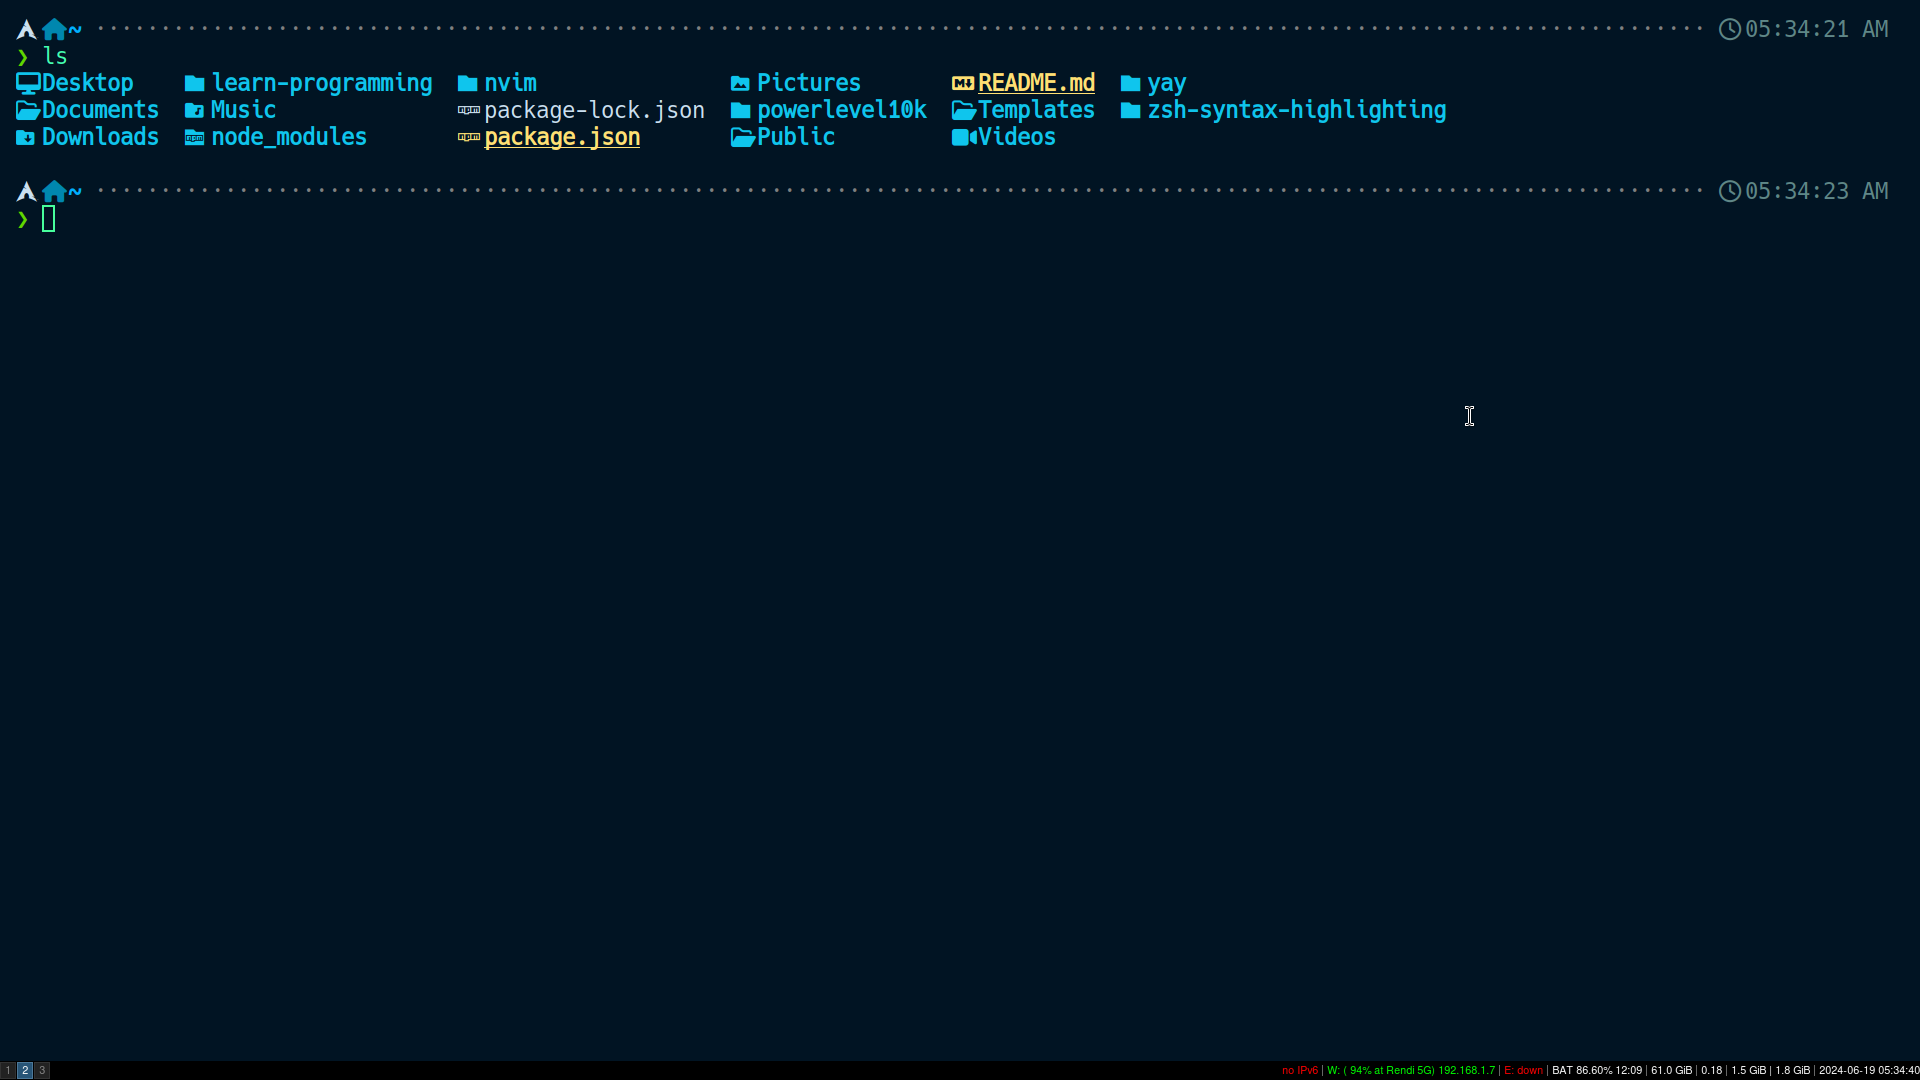 ~ 05:34:21 AM
❯ ls
Desktop learn-programming nvim Pictures README.md yay
Documents Music package-lock.json powerlevel10k Templates zsh-syntax-highlighting
Downloads node_modules package.json Public Videos
~ 05:34:23 AM
❯
1 2 3 no IPv6 | W: ( 94% at Rendi 5G) 192.168.1.7 | E: down | BAT 86.60% 12:09 | 61.0 GiB | 0.18 | 1.5 GiB | 1.8 GiB | 2024-06-19 05:34:40